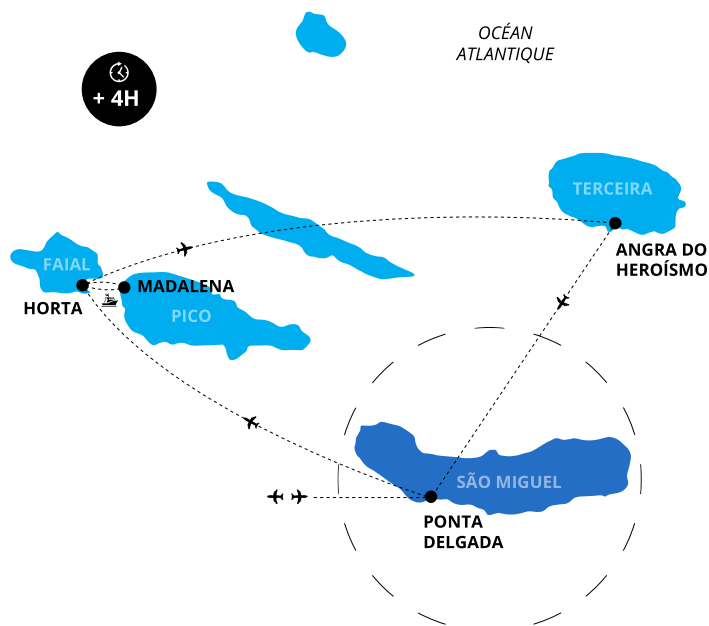 OCÉAN
ATLANTIQUE
+ 4H
TERCEIRA
ANGRA DO
HEROÍSMO
FAIAL
HORTA
MADALENA
PICO
SÃO MIGUEL
PONTA
DELGADA